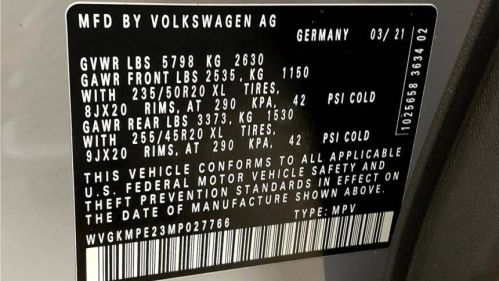 MFD BY VOLKSWAGEN AG
GERMANY 03/21
GVWR LBS 5798 KG 2630
GAWR FRONT LBS 2535, KG 1150
WITH 235/50R20 XL TIRES,
8JX20 RIMS, AT 290 KPA, 42 PSI COLD
GAWR REAR LBS 3373, KG 1530
WITH 255/45R20 XL TIRES,
9JX20 RIMS, AT 290 KPA, 42 PSI COLD
THIS VEHICLE CONFORMS TO ALL APPLICABLE
U.S. FEDERAL MOTOR VEHICLE SAFETY AND
THEFT PREVENTION STANDARDS IN EFFECT ON
THE DATE OF MANUFACTURE SHOWN ABOVE.
WVGKMPE23MP027766 TYPE: MPV
1025658 3634 02